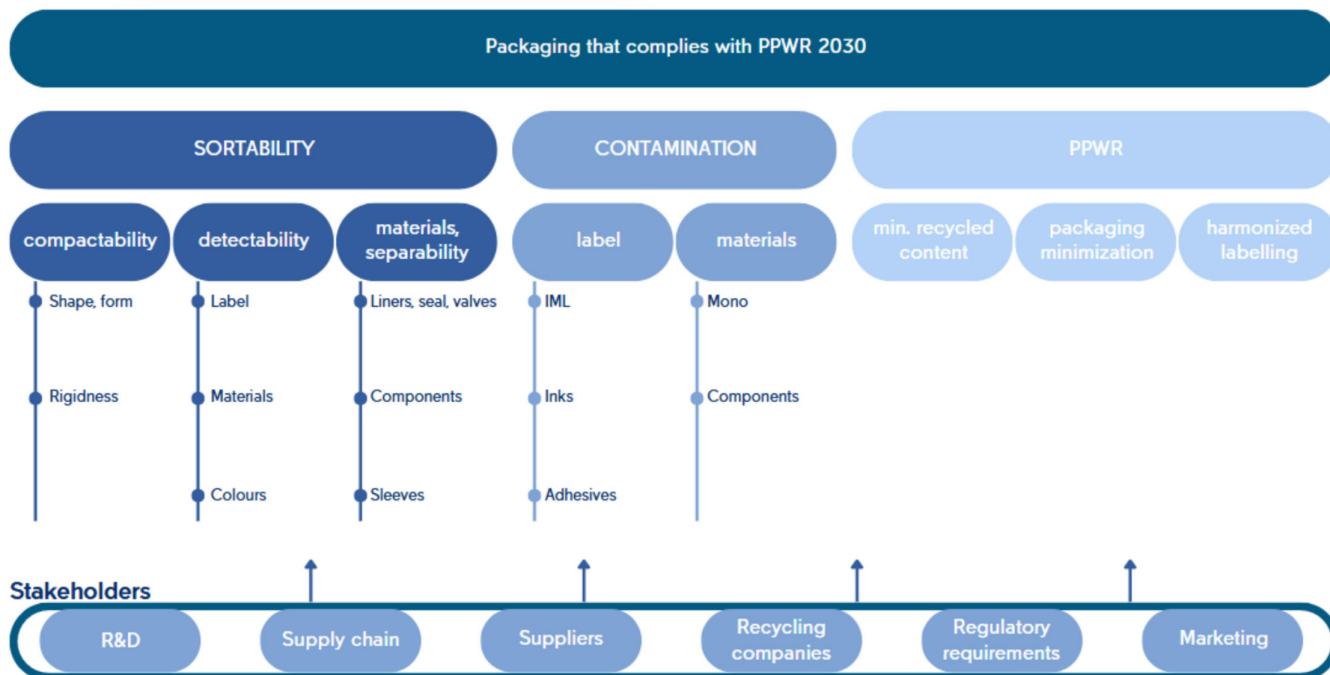 Packaging that complies with PPWR 2030
SORTABILITY
CONTAMINATION
PPWR
compactability
detectability
materials,
separability
label
materials
min. recycled
content
packaging
minimization
harmonized
labelling
Shape, form
Rigidness
Label
Materials
Colours
Liners, seal, valves
Components
Sleeves
IML
Inks
Adhesives
Mono
Components
Stakeholders
R&D
Supply chain
Suppliers
Recycling
companies
Regulatory
requirements
Marketing